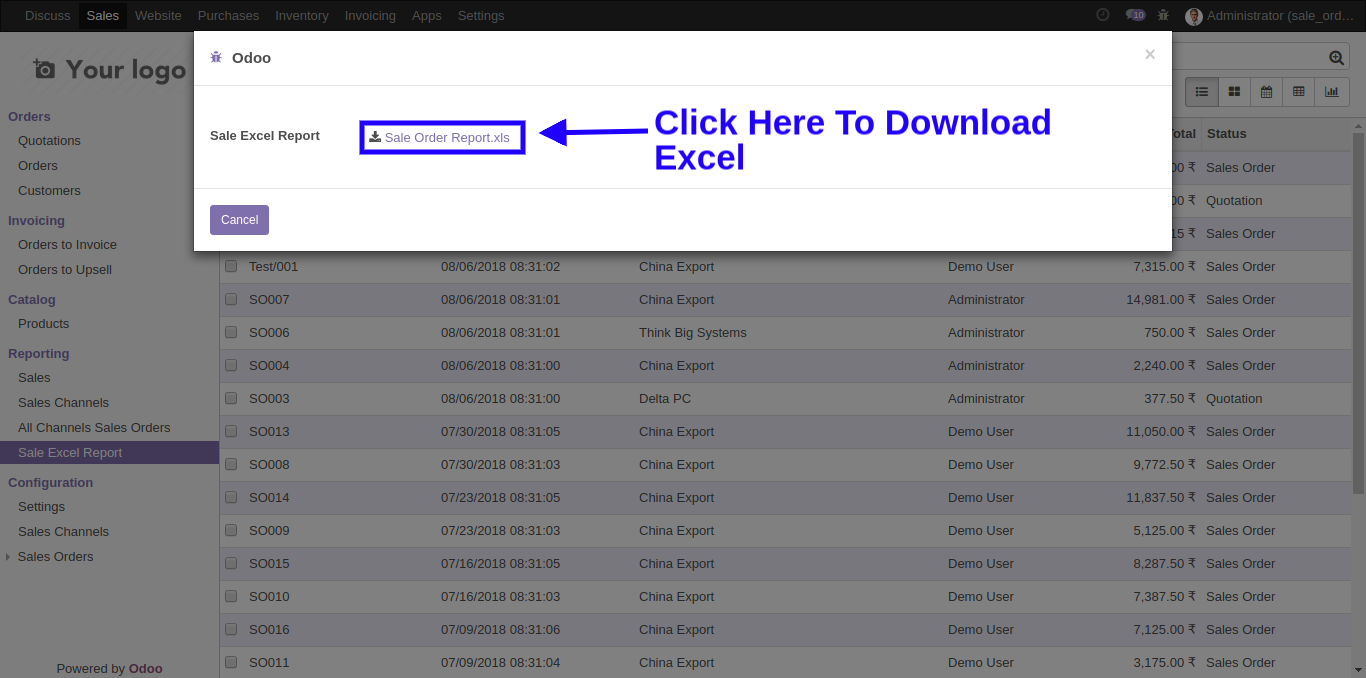 Discuss Sales Website Purchases Inventory Invoicing Apps Settings 10 Administrator (sale_ord…
Odoo ×
Your logo
Sale Excel Report Sale Order Report.xls Click Here To Download
Excel
Cancel
Orders
Quotations
Orders
Customers
Invoicing
Orders to Invoice
Orders to Upsell
Catalog
Products
Reporting
Sales
Sales Channels
All Channels Sales Orders
Sale Excel Report
Configuration
Settings
Sales Channels
Sales Orders
Powered by Odoo
Status
00 ₹ Sales Order
00 ₹ Quotation
15 ₹ Sales Order
Test/001 08/06/2018 08:31:02 China Export Demo User 7,315.00 ₹ Sales Order
SO007 08/06/2018 08:31:01 China Export Administrator 14,981.00 ₹ Sales Order
SO006 08/06/2018 08:31:01 Think Big Systems Administrator 750.00 ₹ Sales Order
SO004 08/06/2018 08:31:00 China Export Administrator 2,240.00 ₹ Sales Order
SO003 08/06/2018 08:31:00 Delta PC Administrator 377.50 ₹ Quotation
SO013 07/30/2018 08:31:05 China Export Demo User 11,050.00 ₹ Sales Order
SO008 07/30/2018 08:31:03 China Export Demo User 9,772.50 ₹ Sales Order
SO014 07/23/2018 08:31:05 China Export Demo User 11,837.50 ₹ Sales Order
SO009 07/23/2018 08:31:03 China Export Demo User 5,125.00 ₹ Sales Order
SO015 07/16/2018 08:31:05 China Export Demo User 8,287.50 ₹ Sales Order
SO010 07/16/2018 08:31:03 China Export Demo User 7,387.50 ₹ Sales Order
SO016 07/09/2018 08:31:06 China Export Demo User 7,125.00 ₹ Sales Order
SO011 07/09/2018 08:31:04 China Export Demo User 3,175.00 ₹ Sales Order